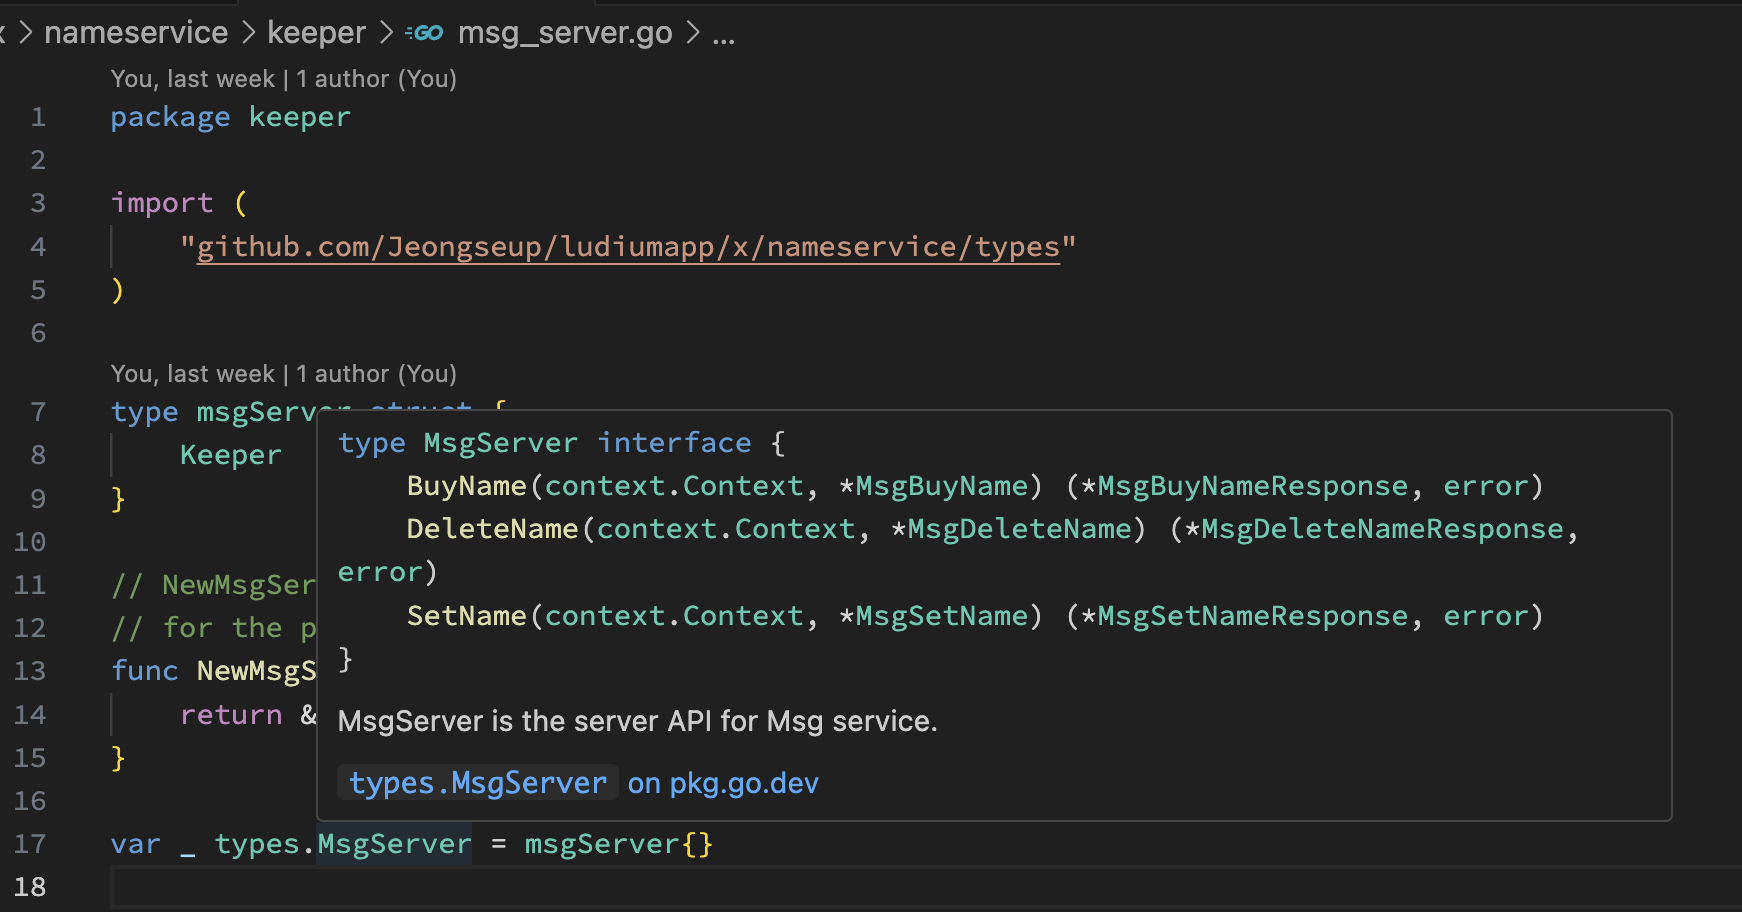 nameservice > keeper > GO msg_server.go > ...
You, last week | 1 author (You)
1 package keeper
2
3 import (
4 "github.com/Jeongseup/ludiumapp/x/nameservice/types"
5 )
6
You, last week | 1 author (You)
7 type msgServer struct {
8 Keeper
9 }
10
11 // NewMsgSer
12 // for the p
13 func NewMsgS
14 return &
15 }
16
type MsgServer interface {
BuyName(context.Context, *MsgBuyName) (*MsgBuyNameResponse, error)
DeleteName(context.Context, *MsgDeleteName) (*MsgDeleteNameResponse,
error)
SetName(context.Context, *MsgSetName) (*MsgSetNameResponse, error)
}
MsgServer is the server API for Msg service.
types.MsgServer on pkg.go.dev
17 var _ types.MsgServer = msgServer{}
18